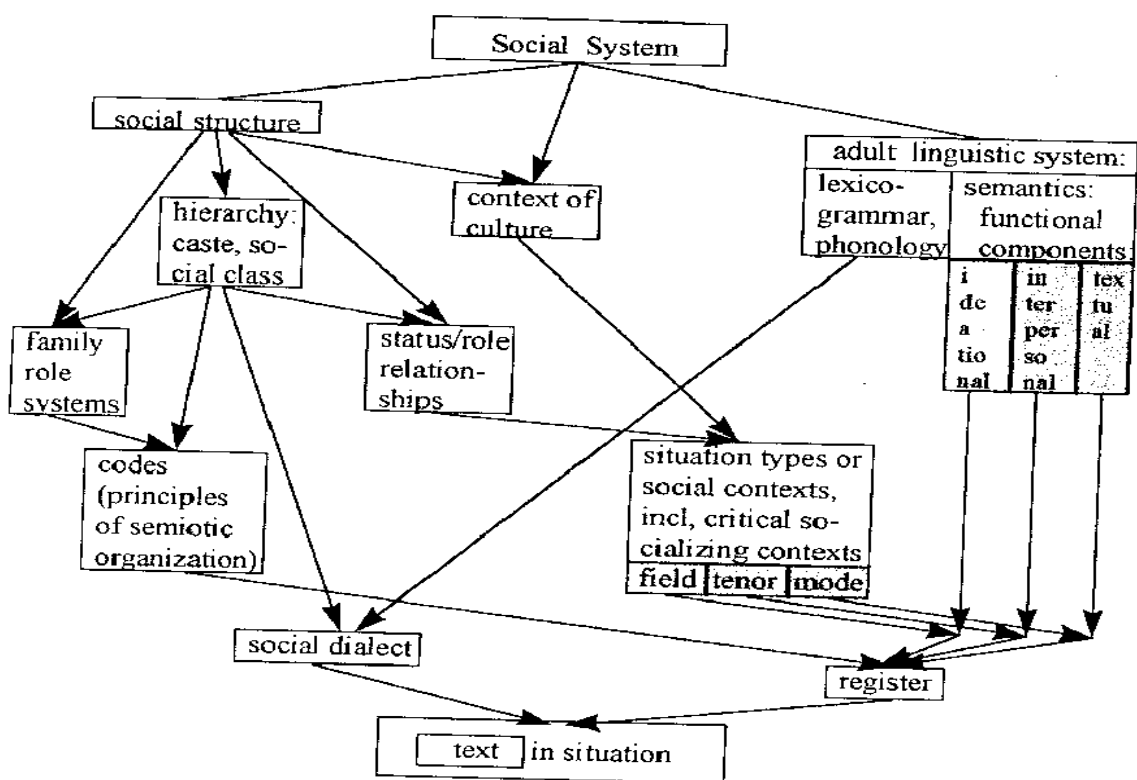 Social System
social structure
adult linguistic system:
hierarchy:
caste, so-
cial class
context of
culture
lexico-
grammar,
phonology
semantics:
functional
components
i
de
a
tio
nal
in
ter
per
so
nal
tex
tu
al
family
role
systems
status/role
relation-
ships
codes
(principles
of semiotic
organization)
situation types or
social contexts,
incl, critical so-
cializing contexts
field
tenor
mode
social dialect
register
text in situation